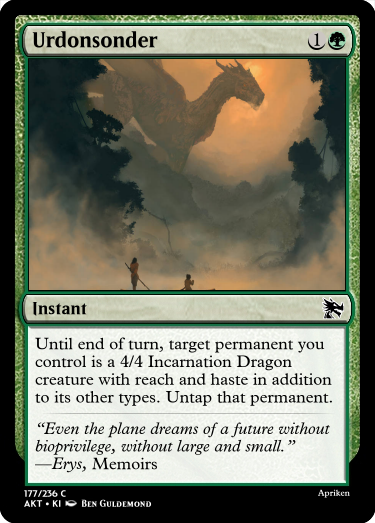 Urdonsonder 1
Instant
Until end of turn, target permanent you
control is a 4/4 Incarnation Dragon
creature with reach and haste in addition
to its other types. Untap that permanent.
“Even the plane dreams of a future without
bioprivilege, without large and small.”
—Erys, Memoirs
177/236 C
Apriken
AKT • KI Ben Guldemond